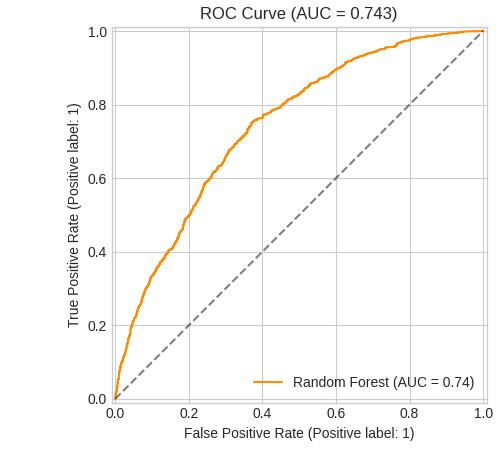 ROC Curve (AUC = 0.743)
True Positive Rate (Positive label: 1)
1.0
0.8
0.6
0.4
0.2
0.0
0.0 0.2 0.4 0.6 0.8 1.0
False Positive Rate (Positive label: 1)
Random Forest (AUC = 0.74)